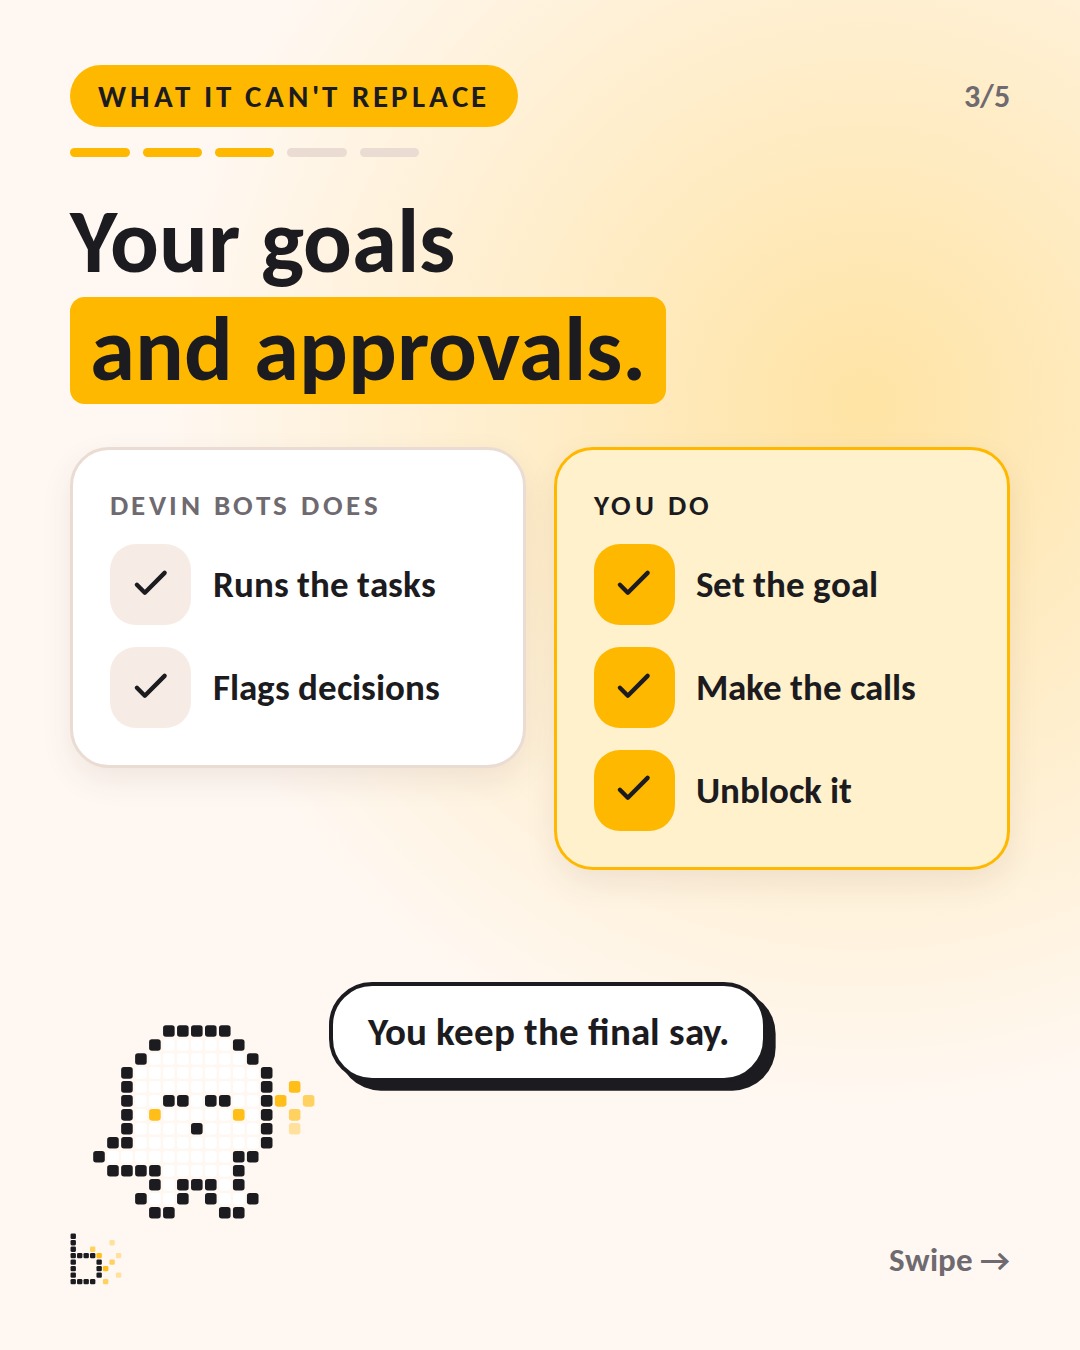 WHAT IT CAN'T REPLACE
3/5
Your goals
and approvals.
DEVIN BOTS DOES
Runs the tasks
Flags decisions
YOU DO
Set the goal
Make the calls
Unblock it
You keep the final say.
b
Swipe →